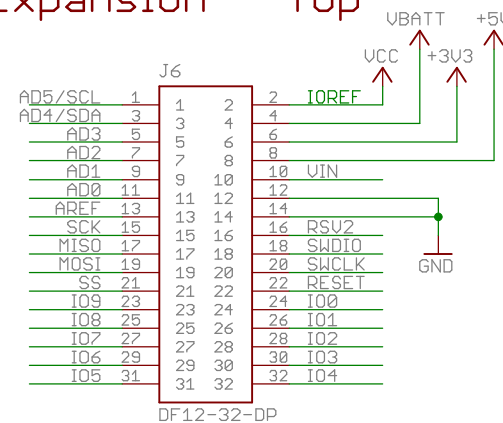 Expansion Top
VBATT +5V
VCC +3V3
J6
AD5/SCL 1 1 2 2 IOREF
AD4/SDA 3 3 4 4
AD3 5 5 6 6
AD2 7 7 8 8
AD1 9 9 10 10 VIN
AD0 11 11 12 12
AREF 13 13 14 14
SCK 15 15 16 16 RSV2
MISO 17 17 18 18 SWDIO
MOSI 19 19 20 20 SWCLK
SS 21 21 22 22 RESET
IO9 23 23 24 24 IO0
IO8 25 25 26 26 IO1
IO7 27 27 28 28 IO2
IO6 29 29 30 30 IO3
IO5 31 31 32 32 IO4
GND
DF12-32-DP